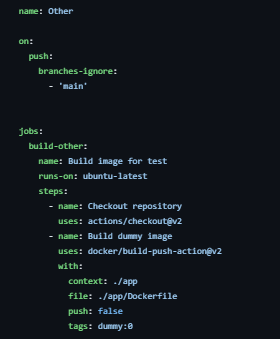 name: Other
on:
push:
branches-ignore:
- 'main'
jobs:
build-other:
name: Build image for test
runs-on: ubuntu-latest
steps:
- name: Checkout repository
uses: actions/checkout@v2
- name: Build dummy image
uses: docker/build-push-action@v2
with:
context: ./app
file: ./app/Dockerfile
push: false
tags: dummy:0